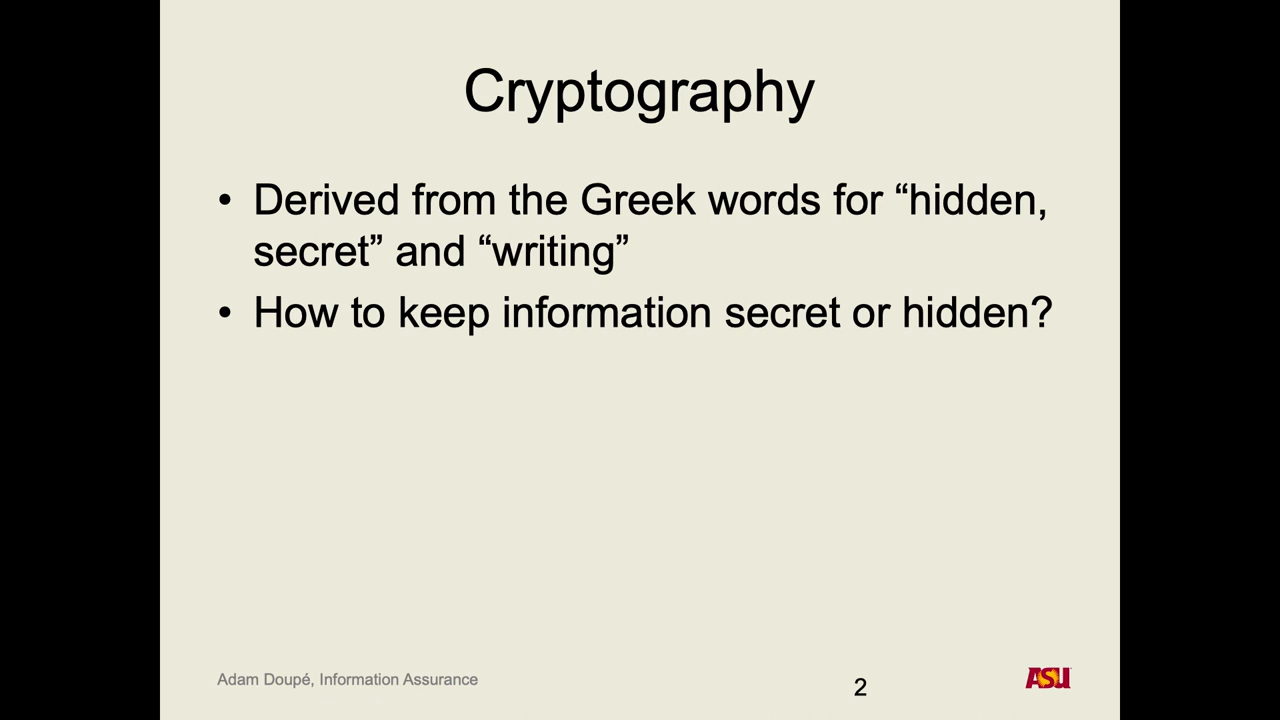 Cryptography
• Derived from the Greek words for “hidden,
secret” and “writing”
• How to keep information secret or hidden?
Adam Doupé, Information Assurance
2
ASU